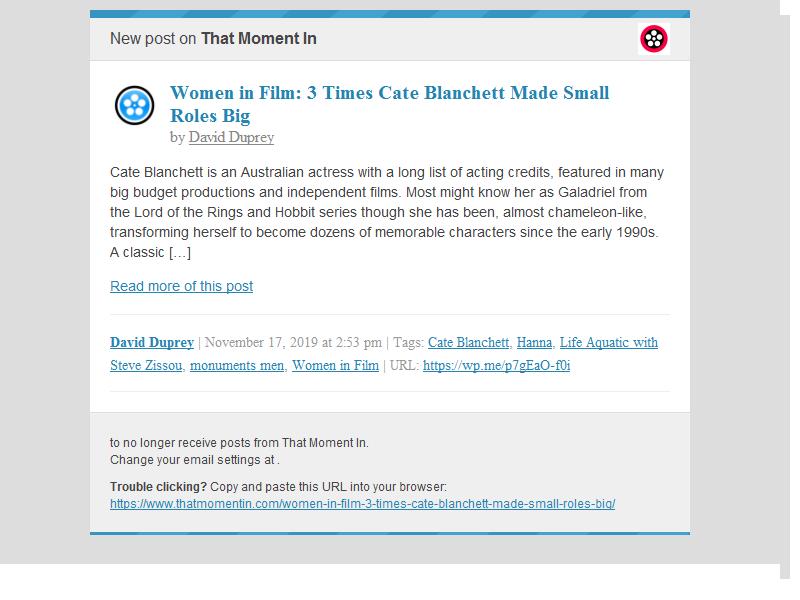 New post on That Moment In
Women in Film: 3 Times Cate Blanchett Made Small
Roles Big
by David Duprey
Cate Blanchett is an Australian actress with a long list of acting credits, featured in many
big budget productions and independent films. Most might know her as Galadriel from
the Lord of the Rings and Hobbit series though she has been, almost chameleon-like,
transforming herself to become dozens of memorable characters since the early 1990s.
A classic […]
Read more of this post
David Duprey | November 17, 2019 at 2:53 pm | Tags: Cate Blanchett, Hanna, Life Aquatic with
Steve Zissou, monuments men, Women in Film | URL: https://wp.me/p7gEaO-f0i
to no longer receive posts from That Moment In.
Change your email settings at .
Trouble clicking? Copy and paste this URL into your browser:
https://www.thatmomentin.com/women-in-film-3-times-cate-blanchett-made-small-roles-big/